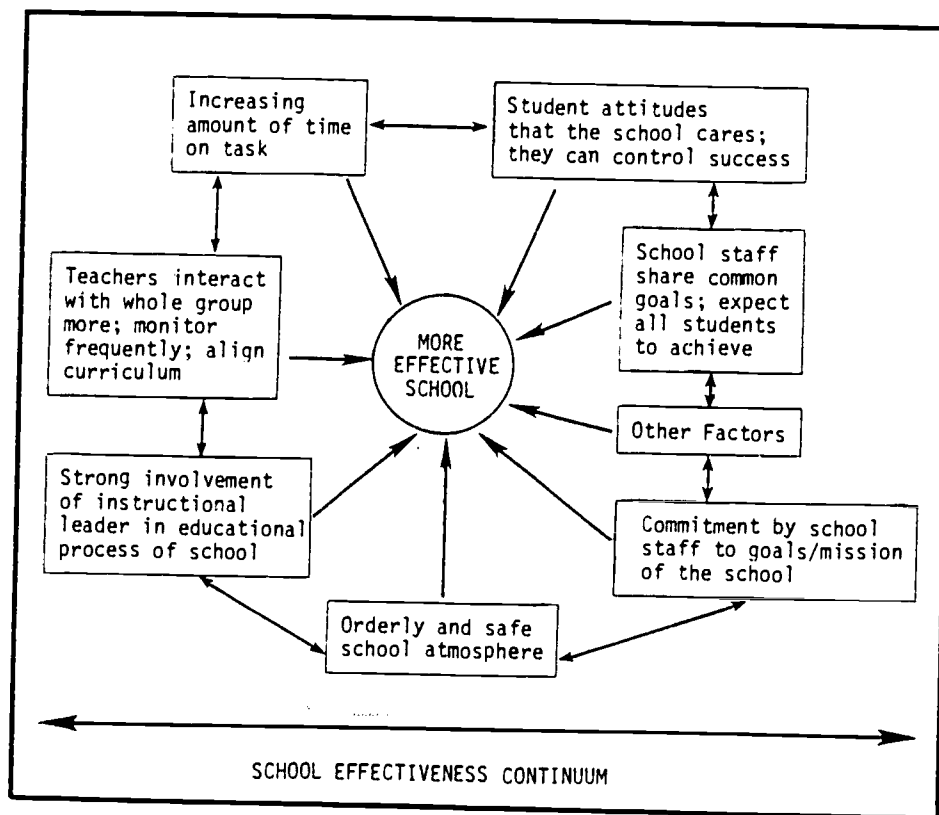 Increasing
amount of time
on task
Student attitudes
that the school cares;
they can control success
Teachers interact
with whole group
more; monitor
frequently; align
curriculum
MORE
EFFECTIVE
SCHOOL
School staff
share common
goals; expect
all students
to achieve
Other Factors
Strong involvement
of instructional
leader in educational
process of school
Commitment by school
staff to goals/mission
of the school
Orderly and safe
school atmosphere
SCHOOL EFFECTIVENESS CONTINUUM